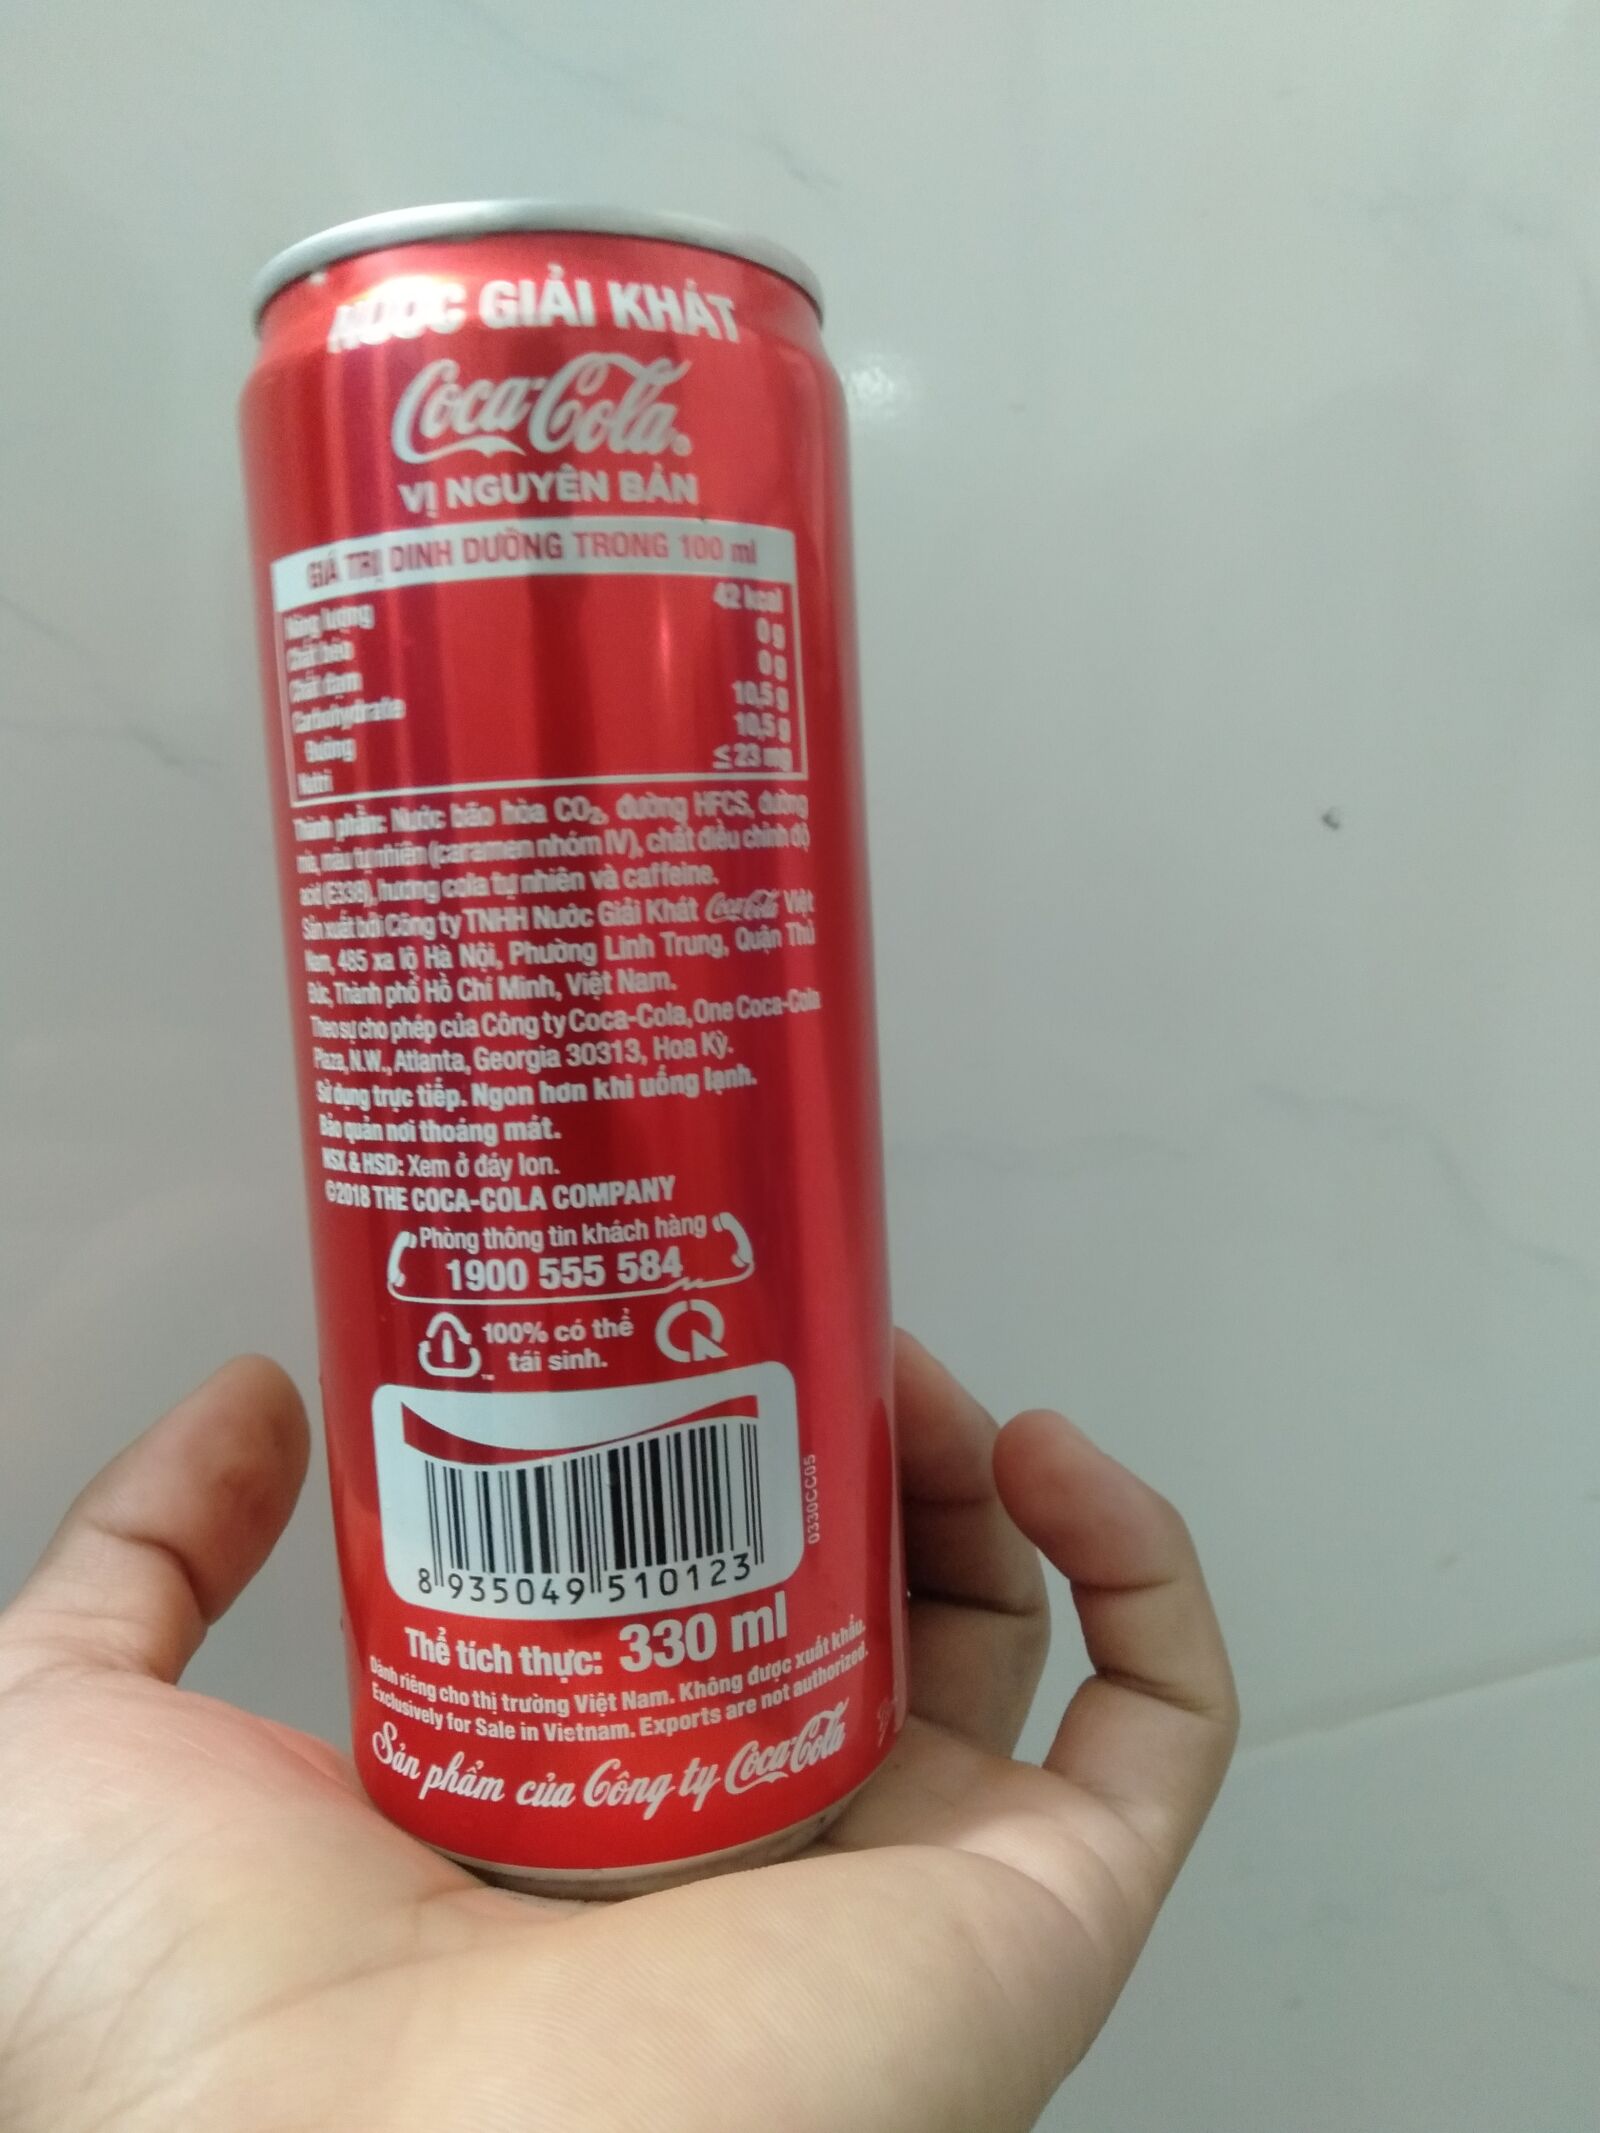 NƯỚC GIẢI KHÁT
Coca-Cola
VỊ NGUYÊN BẢN
GIÁ TRỊ DINH DƯỠNG TRONG 100 ml
Năng lượng 42 kcal
Chất béo 0 g
Chất đạm 0 g
Carbohydrate 10,5 g
Đường 10,5 g
Natri ≤ 23 mg
Thành phần: Nước bão hòa CO₂, đường HFCS, đường
mía, màu tự nhiên (caramen nhóm IV), chất điều chỉnh độ
acid (E338), hương cola tự nhiên và caffeine.
Sản xuất bởi Công ty TNHH Nước Giải Khát Coca-Cola Việt
Nam, 485 xa lộ Hà Nội, Phường Linh Trung, Quận Thủ
Đức, Thành phố Hồ Chí Minh, Việt Nam.
Theo sự cho phép của Công ty Coca-Cola, One Coca-Cola
Plaza, N.W., Atlanta, Georgia 30313, Hoa Kỳ.
Sử dụng trực tiếp. Ngon hơn khi uống lạnh.
Bảo quản nơi thoáng mát.
NSX & HSD: Xem ở đáy lon.
©2018 THE COCA-COLA COMPANY
Phòng thông tin khách hàng
1900 555 584
100% có thể
tái sinh.
8 935049 510123
0330CC05
Thể tích thực: 330 ml
Dành riêng cho thị trường Việt Nam. Không được xuất khẩu.
Exclusively for Sale in Vietnam. Exports are not authorized.
Sản phẩm của Công ty Coca-Cola